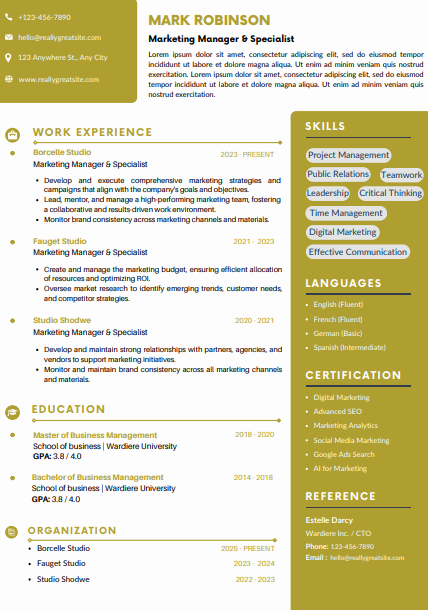 +123-456-7890
hello@reallygreatsite.com
123 Anywhere St., Any City
www.reallygreatsite.com
MARK ROBINSON
Marketing Manager & Specialist
Lorem ipsum dolor sit amet, consectetur adipiscing elit, sed do eiusmod tempor
incididunt ut labore et dolore magna aliqua. Ut enim ad minim veniam quis nostrud
exercitation. Lorem ipsum dolor sit amet, consectetur adipiscing elit, sed do eiusmod
tempor incididunt ut labore et dolore magna aliqua. Ut enim ad minim veniam quis
nostrum exercitation.
WORK EXPERIENCE
Borcelle Studio
2023 - PRESENT
Marketing Manager & Specialist
• Develop and execute comprehensive marketing strategies and
campaigns that align with the company's goals and objectives.
• Lead, mentor, and manage a high-performing marketing team, fostering
a collaborative and results-driven work environment.
• Monitor brand consistency across marketing channels and materials.
Fauget Studio
2021 - 2023
Marketing Manager & Specialist
• Create and manage the marketing budget, ensuring efficient allocation
of resources and optimizing ROI.
• Oversee market research to identify emerging trends, customer needs,
and competitor strategies.
Studio Shodwe
2020 - 2021
Marketing Manager & Specialist
• Develop and maintain strong relationships with partners, agencies, and
vendors to support marketing initiatives.
• Monitor and maintain brand consistency across all marketing channels
and materials.
EDUCATION
Master of Business Management
2018 - 2020
School of business | Wardiere University
GPA: 3.8 / 4.0
Bachelor of Business Management
2014 - 2018
School of business | Wardiere University
GPA: 3.8 / 4.0
ORGANIZATION
• Borcelle Studio 2025 - PRESENT
• Fauget Studio 2023 - 2024
• Studio Shodwe 2022 - 2023
SKILLS
Project Management
Public Relations Teamwork
Leadership Critical Thinking
Time Management
Digital Marketing
Effective Communication
LANGUAGES
• English (Fluent)
• French (Fluent)
• German (Basic)
• Spanish (Intermediate)
CERTIFICATION
• Digital Marketing
• Advanced SEO
• Marketing Analytics
• Social Media Marketing
• Google Ads Search
• AI for Marketing
REFERENCE
Estelle Darcy
Wardiere Inc. / CTO
Phone: 123-456-7890
Email : hello@reallygreatsite.com